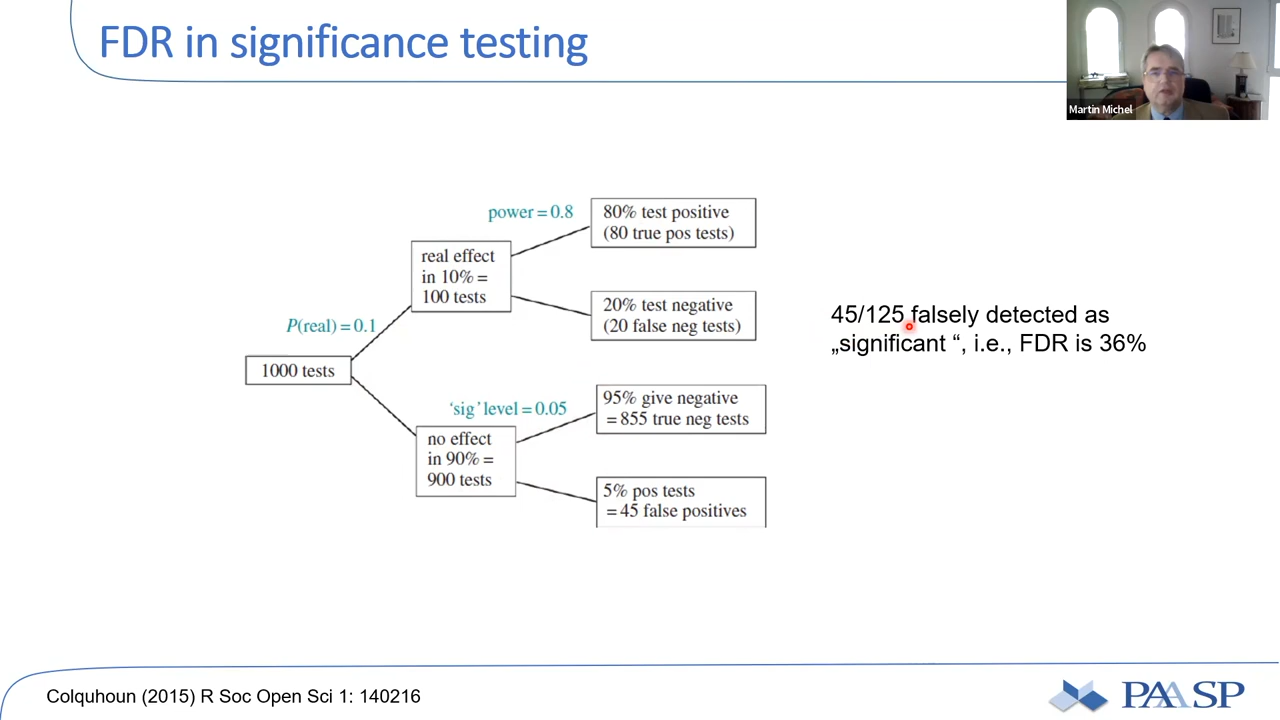 FDR in significance testing
Martin Michel
power = 0.8
80% test positive
(80 true pos tests)
real effect
in 10% =
100 tests
20% test negative
(20 false neg tests)
P(real) = 0.1
1000 tests
45/125 falsely detected as
„significant “, i.e., FDR is 36%
‘sig’ level = 0.05
95% give negative
= 855 true neg tests
no effect
in 90% =
900 tests
5% pos tests
= 45 false positives
Colquhoun (2015) R Soc Open Sci 1: 140216
PAASP